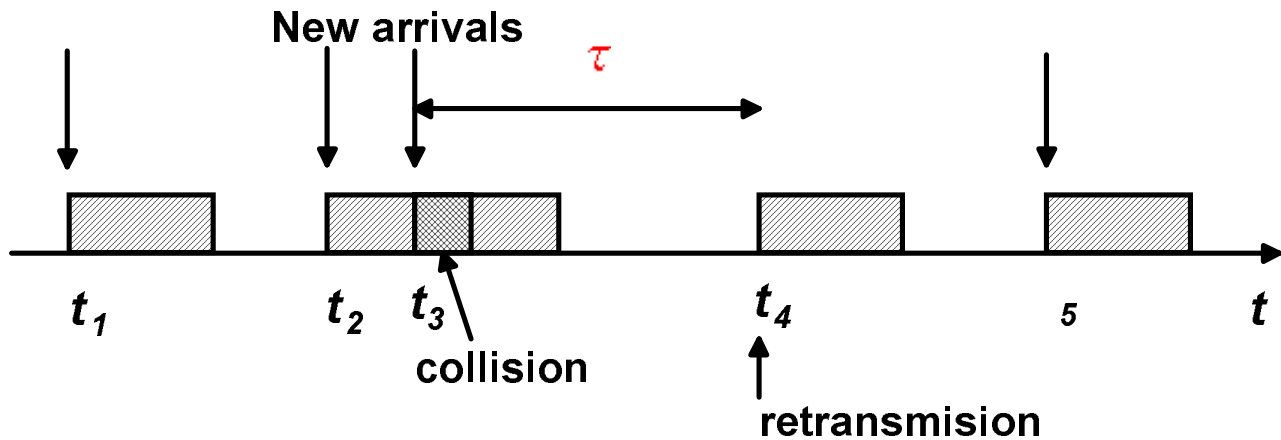 New arrivals
τ
t1
t2
t3
t4
5
t
collision
retransmision